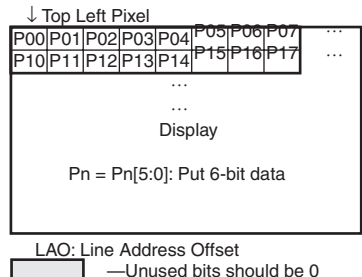 ↓ Top Left Pixel
P00 P01 P02 P03 P04 P05 P06 P07 …
P10 P11 P12 P13 P14 P15 P16 P17 …
…
…
Display
Pn = Pn[5:0]: Put 6-bit data
LAO: Line Address Offset
—Unused bits should be 0